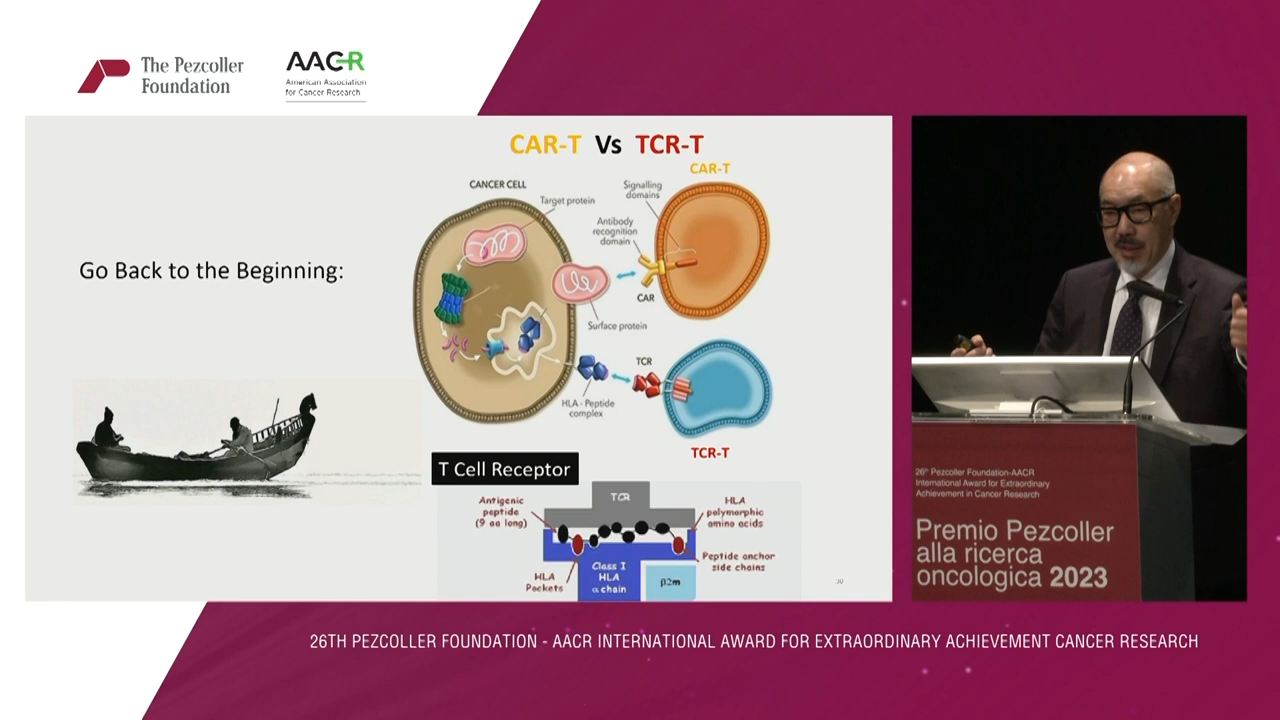 The Pezcoller
Foundation
AACR
American Association
for Cancer Research
CAR-T Vs TCR-T
CAR-T
CANCER CELL
Target protein
Signalling
domains
Antibody
recognition
domain
CAR
Surface protein
Go Back to the Beginning:
TCR
HLA - Peptide
complex
TCR-T
T Cell Receptor
Antigenic
peptide
(9 aa long)
TCR
HLA
polymorphic
amino acids
Peptide anchor
side chains
HLA
Pockets
Class I
HLA
α chain
β2m
30
26th Pezcoller Foundation-AACR
International Award for Extraordinary
Achievement in Cancer Research
Premio Pezcoller
alla ricerca
oncologica 2023
26TH PEZCOLLER FOUNDATION - AACR INTERNATIONAL AWARD FOR EXTRAORDINARY ACHIEVEMENT CANCER RESEARCH